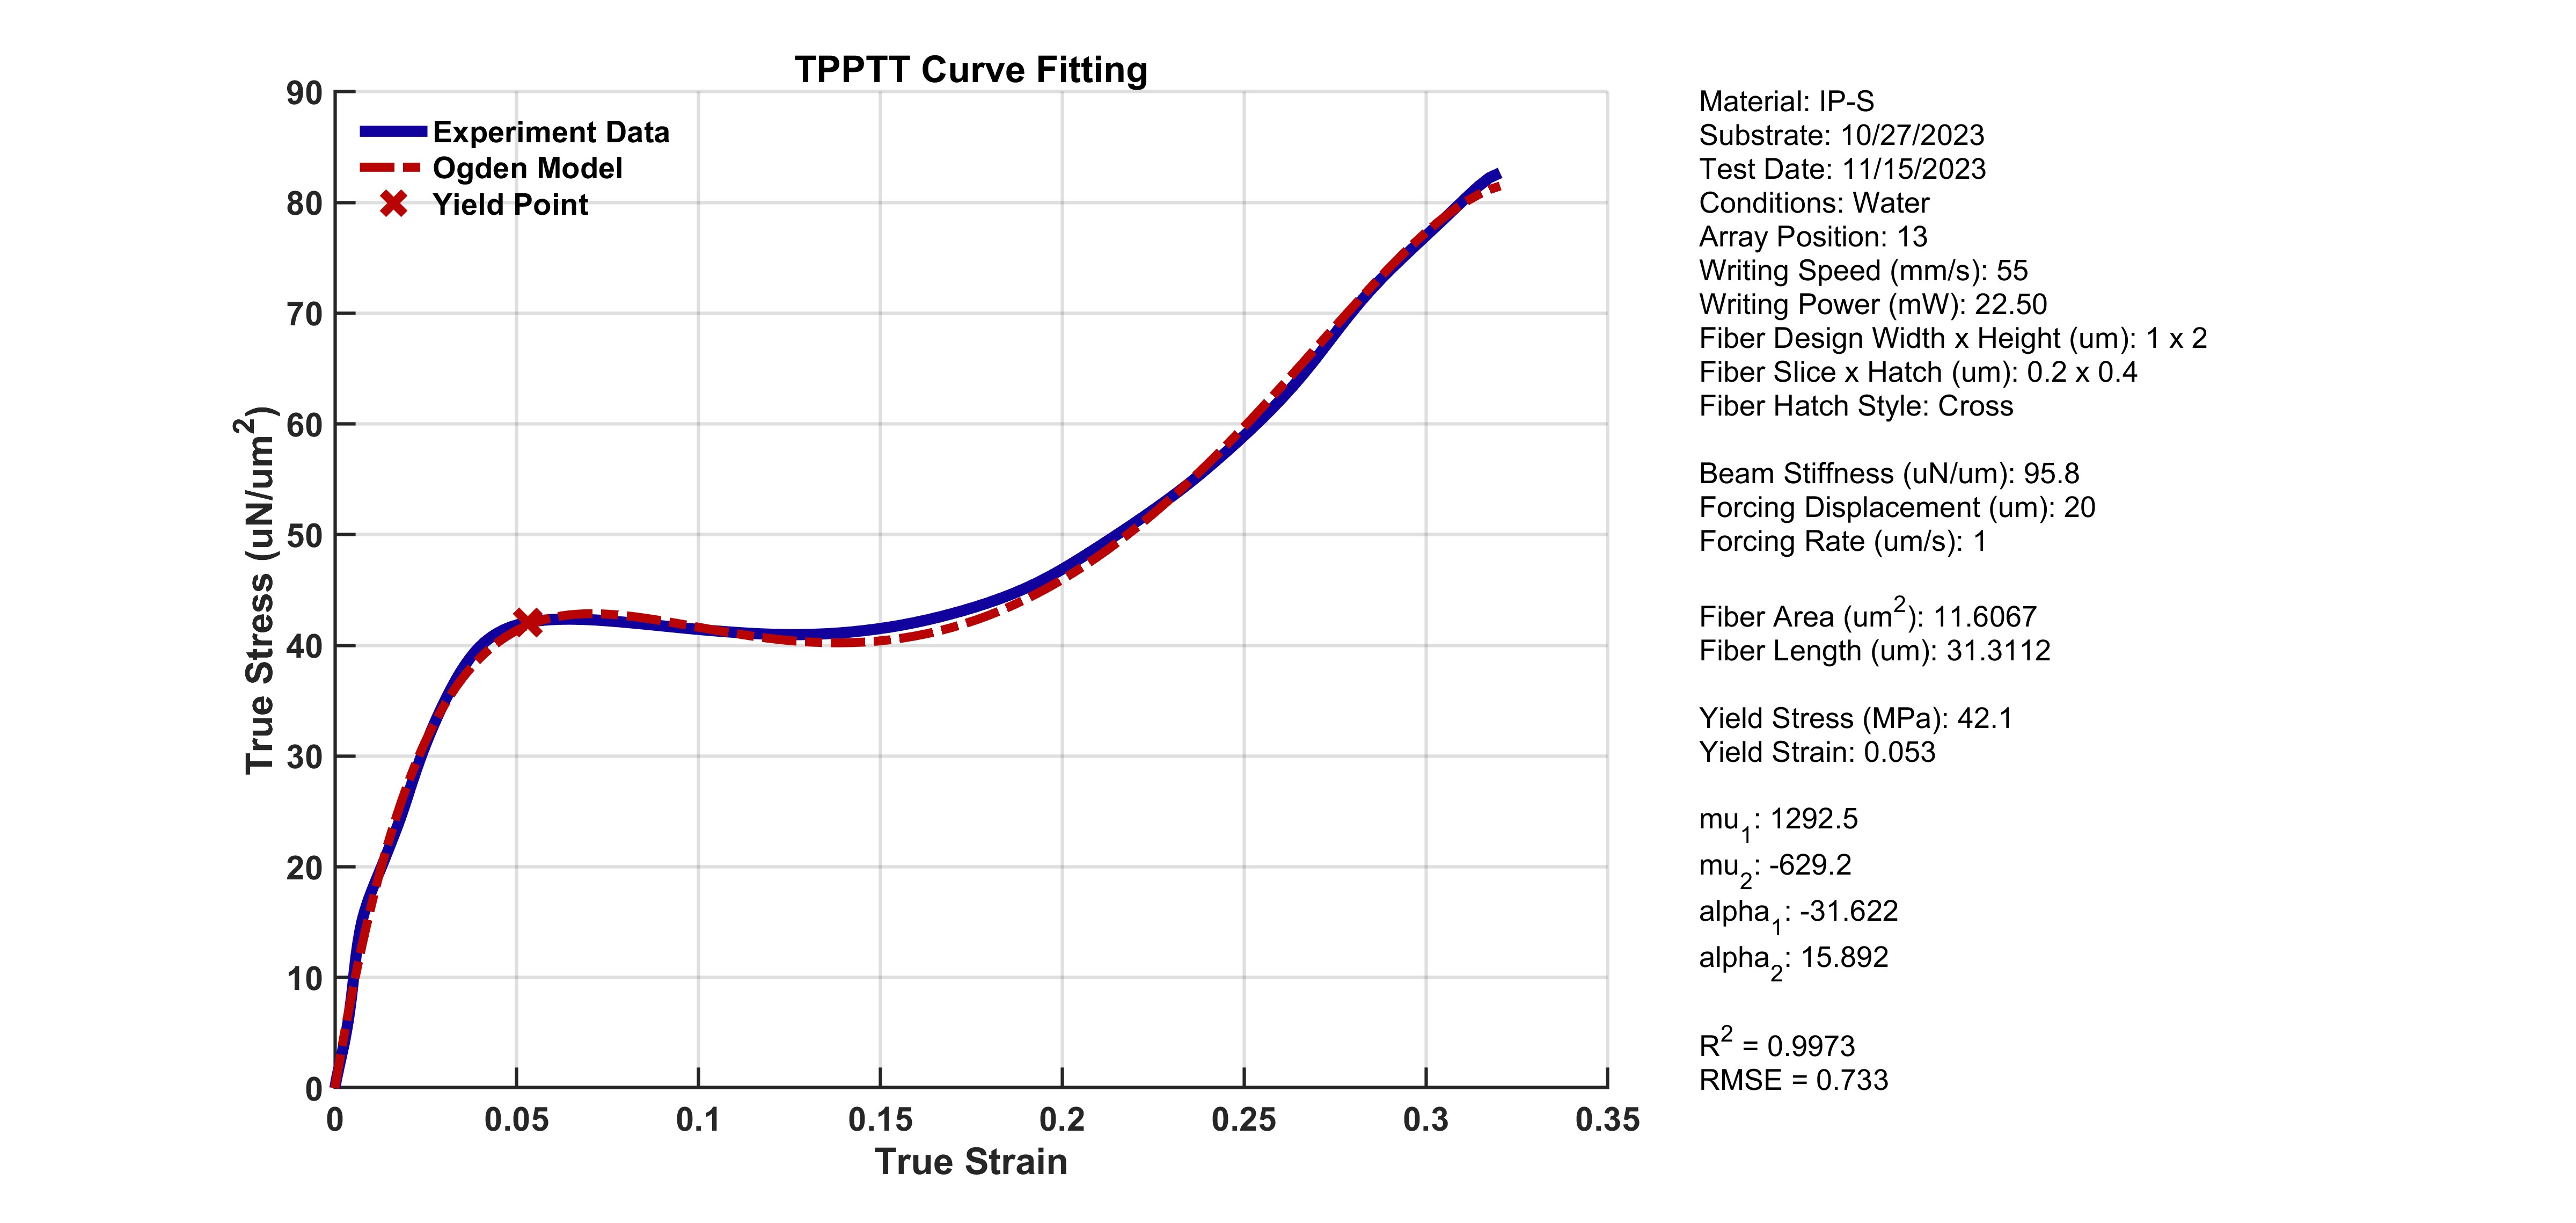 TPPTT Curve Fitting
90
80
70
60
50
40
30
20
10
0
True Stress (uN/um²)
Experiment Data
Ogden Model
Yield Point
0 0.05 0.1 0.15 0.2 0.25 0.3 0.35
True Strain
Material: IP-S
Substrate: 10/27/2023
Test Date: 11/15/2023
Conditions: Water
Array Position: 13
Writing Speed (mm/s): 55
Writing Power (mW): 22.50
Fiber Design Width x Height (um): 1 x 2
Fiber Slice x Hatch (um): 0.2 x 0.4
Fiber Hatch Style: Cross
Beam Stiffness (uN/um): 95.8
Forcing Displacement (um): 20
Forcing Rate (um/s): 1
Fiber Area (um²): 11.6067
Fiber Length (um): 31.3112
Yield Stress (MPa): 42.1
Yield Strain: 0.053
mu₁: 1292.5
mu₂: -629.2
alpha₁: -31.622
alpha₂: 15.892
R² = 0.9973
RMSE = 0.733